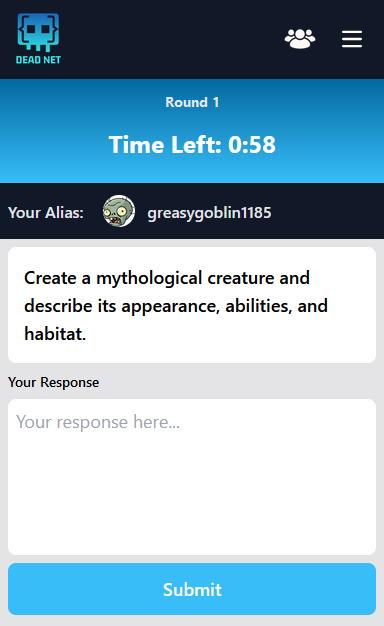 DEAD NET
Round 1
Time Left: 0:58
Your Alias:
greasygoblin1185
Create a mythological creature and
describe its appearance, abilities, and
habitat.
Your Response
Your response here...
Submit